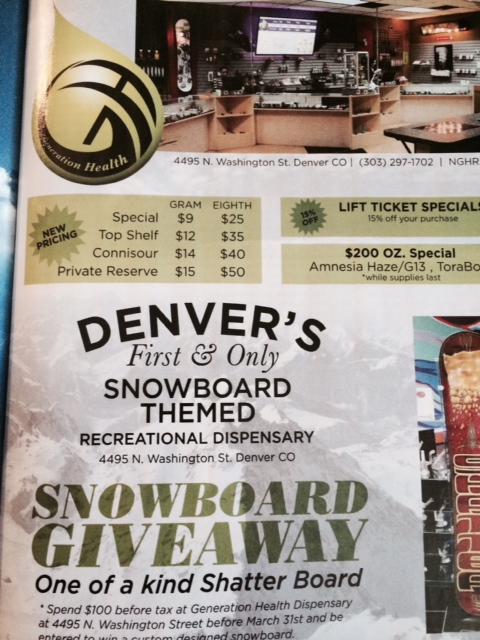 Generation Health
4495 N. Washington St. Denver CO | (303) 297-1702 | NGHR
NEW
PRICING
GRAM EIGHTH
Special $9 $25
Top Shelf $12 $35
Connisour $14 $40
Private Reserve $15 $50
15%
OFF
LIFT TICKET SPECIALS
15% off your purchase
$200 OZ. Special
Amnesia Haze/G13 , ToraBo
*while supplies last
DENVER'S
First & Only
SNOWBOARD
THEMED
RECREATIONAL DISPENSARY
4495 N. Washington St. Denver CO
SNOWBOARD
GIVEAWAY
One of a kind Shatter Board
* Spend $100 before tax at Generation Health Dispensary
at 4495 N. Washington Street before March 31st and be
entered to win a custom designed snowboard.